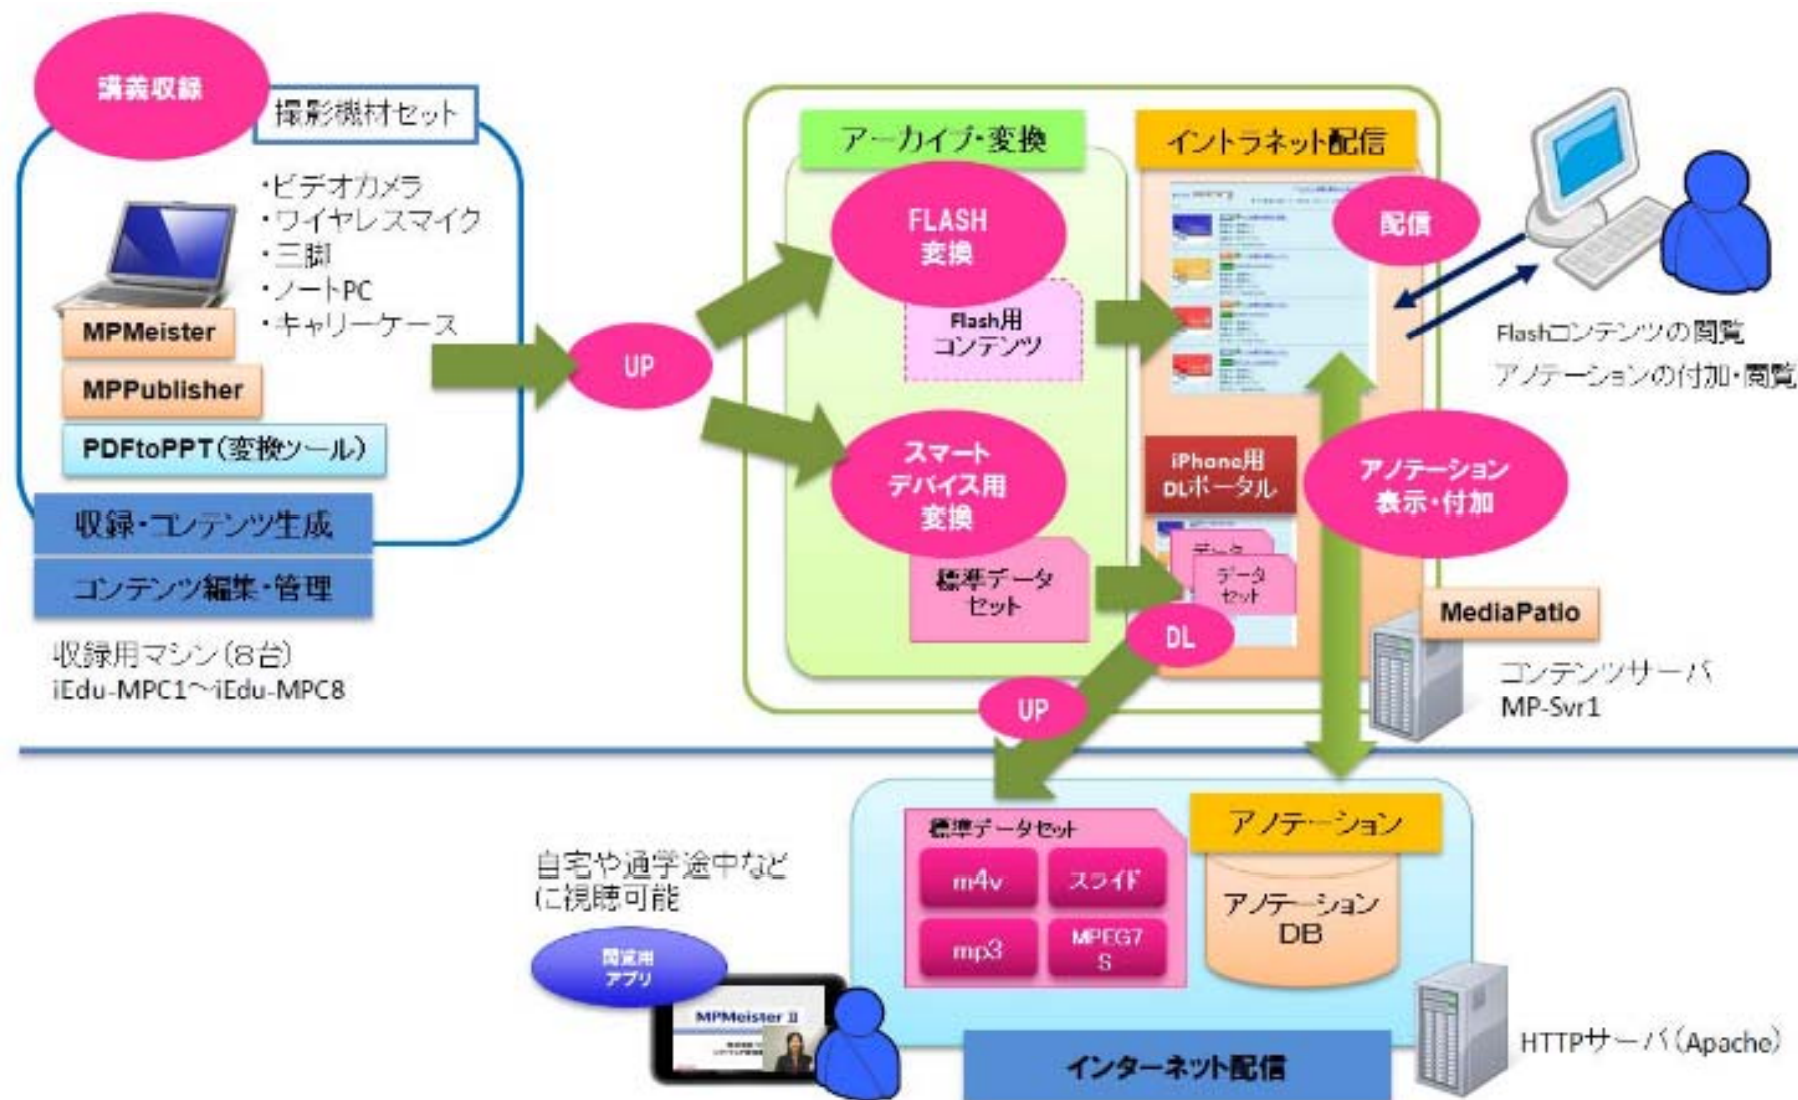 講義収録
撮影機材セット
・ビデオカメラ
・ワイヤレスマイク
・三脚
・ノートPC
・キャリーケース
MPMeister
MPPublisher
PDFtoPPT(変換ツール)
収録・コンテンツ生成
コンテンツ編集・管理
収録用マシン(8台)
iEdu-MPC1～iEdu-MPC8
UP
アーカイブ・変換
FLASH
変換
Flash用
コンテンツ
スマート
デバイス用
変換
標準データ
セット
イントラネット配信
配信
iPhone用
DLポータル
データ
データ
セット
DL
UP
アノテーション
表示・付加
Flashコンテンツの閲覧
アノテーションの付加・閲覧
MediaPatio
コンテンツサーバ
MP-Svr1
自宅や通学途中など
に視聴可能
閲覧用
アプリ
MPMeister II
標準データセット
m4v
スライド
mp3
MPEG7
S
アノテーション
アノテーション
DB
インターネット配信
HTTPサーバ(Apache)